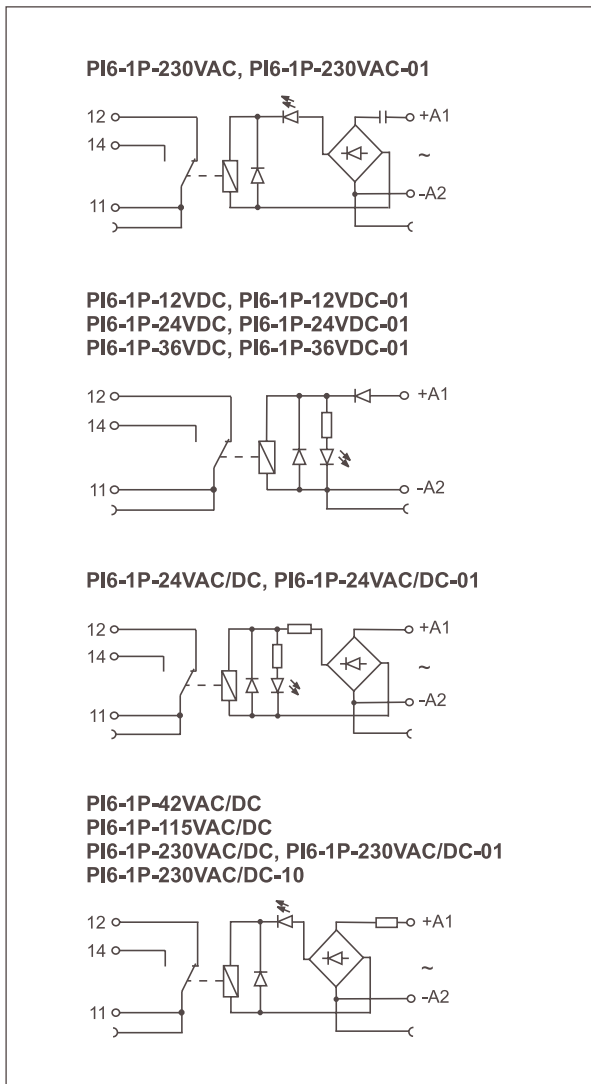 PI6-1P-230VAC, PI6-1P-230VAC-01
12
+A1
14
~
11
-A2
PI6-1P-12VDC, PI6-1P-12VDC-01
PI6-1P-24VDC, PI6-1P-24VDC-01
PI6-1P-36VDC, PI6-1P-36VDC-01
12
+A1
14
11
-A2
PI6-1P-24VAC/DC, PI6-1P-24VAC/DC-01
12
+A1
14
~
11
-A2
PI6-1P-42VAC/DC
PI6-1P-115VAC/DC
PI6-1P-230VAC/DC, PI6-1P-230VAC/DC-01
PI6-1P-230VAC/DC-10
12
+A1
14
~
11
-A2